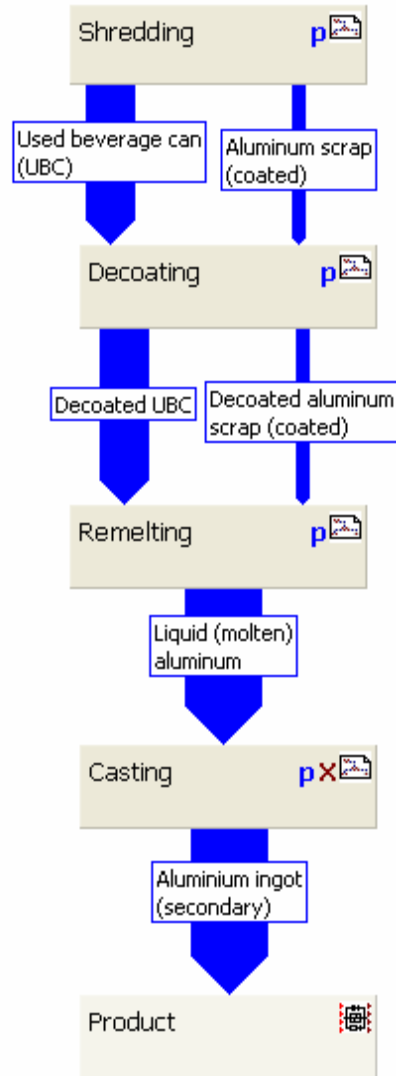 Shredding p
Used beverage can
(UBC)
Aluminum scrap
(coated)
Decoating p
Decoated UBC
Decoated aluminum
scrap (coated)
Remelting p
Liquid (molten)
aluminum
Casting pX
Aluminium ingot
(secondary)
Product